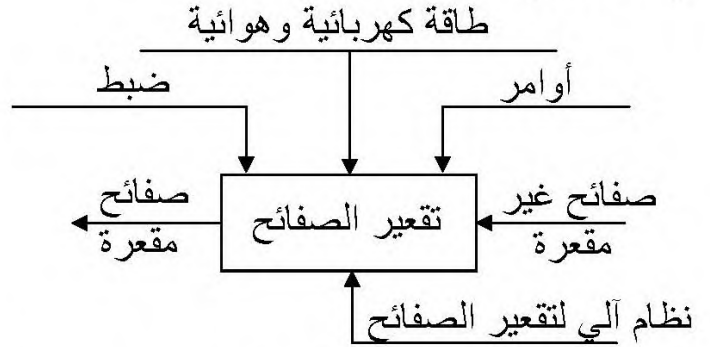 طاقة كهربائية وهوائية
أوامر
ضبط
صفائح غير
مقعرة
تقعير الصفائح
صفائح
مقعرة
نظام آلي لتقعير الصفائح